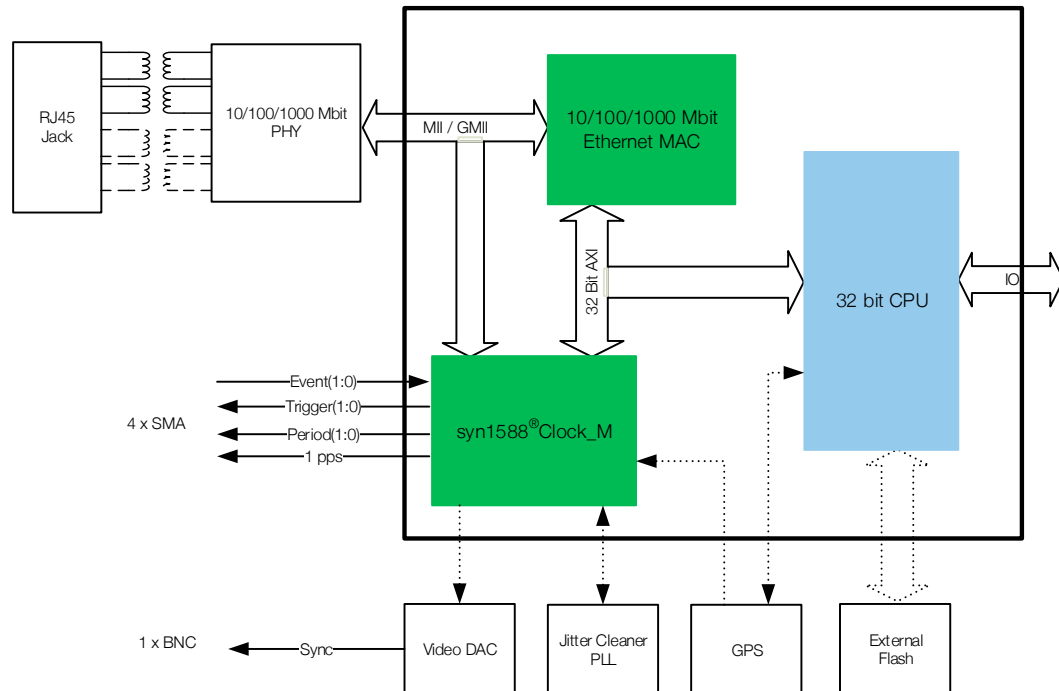 RJ45
Jack
10/100/1000 Mbit
PHY
MII / GMII
10/100/1000 Mbit
Ethernet MAC
32 Bit AXI
32 bit CPU
IO
4 x SMA
Event(1:0)
Trigger(1:0)
Period(1:0)
1 pps
syn1588®Clock_M
1 x BNC
Sync
Video DAC
Jitter Cleaner
PLL
GPS
External
Flash